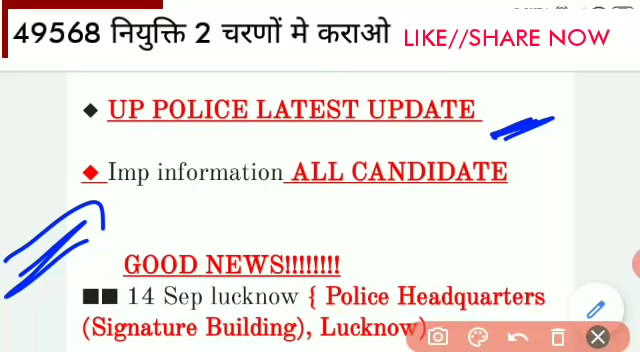 49568 नियुक्ति 2 चरणों मे कराओ LIKE//SHARE NOW
◆ UP POLICE LATEST UPDATE
◆ Imp information ALL CANDIDATE
GOOD NEWS!!!!!!!!
■■ 14 Sep lucknow { Police Headquarters
(Signature Building), Lucknow)